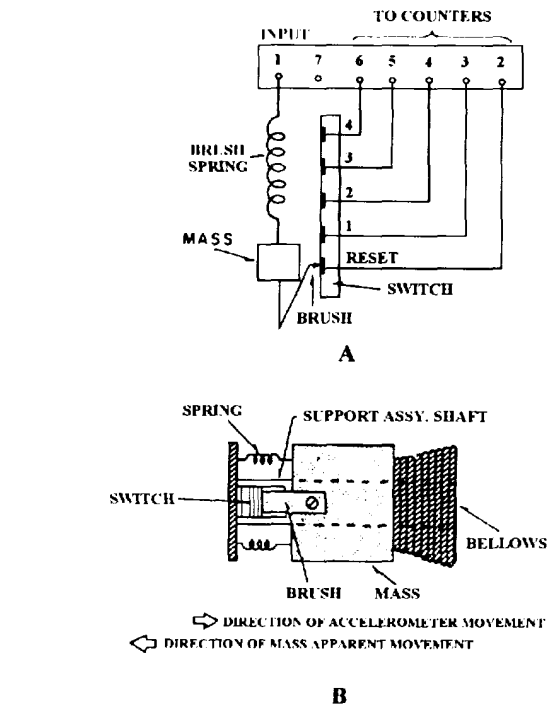 TO COUNTERS
INPUT
1 7 6 5 4 3 2
4
BRUSH
SPRING
3
2
MASS
1
RESET
SWITCH
BRUSH
A
SPRING
SUPPORT ASSY. SHAFT
SWITCH
BELLOWS
BRUSH
MASS
DIRECTION OF ACCELEROMETER MOVEMENT
DIRECTION OF MASS APPARENT MOVEMENT
B